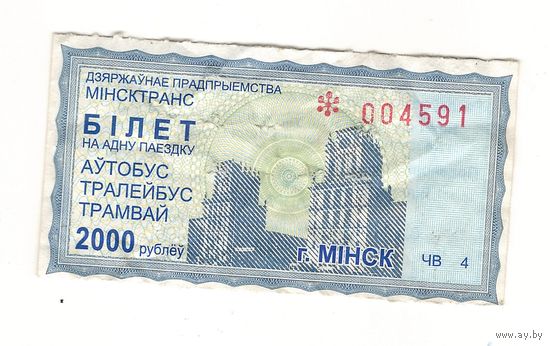 ДЗЯРЖАЎНАЕ ПРАДПРЫЕМСТВА
МІНСКТРАНС
* 004591
БІЛЕТ
НА АДНУ ПАЕЗДКУ
АЎТОБУС
ТРАЛЕЙБУС
ТРАМВАЙ
2000 рублёў
г. МІНСК
ЧВ 4
www.ay.by